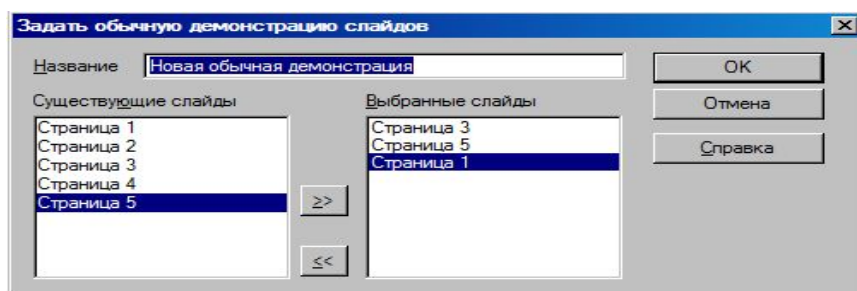 Задать обычную демонстрацию слайдов
Название Новая обычная демонстрация
OK
Существующие слайды
Выбранные слайды
Отмена
Страница 1
Страница 2
Страница 3
Страница 4
Страница 5
Страница 3
Страница 5
Страница 1
Справка
>>
<<